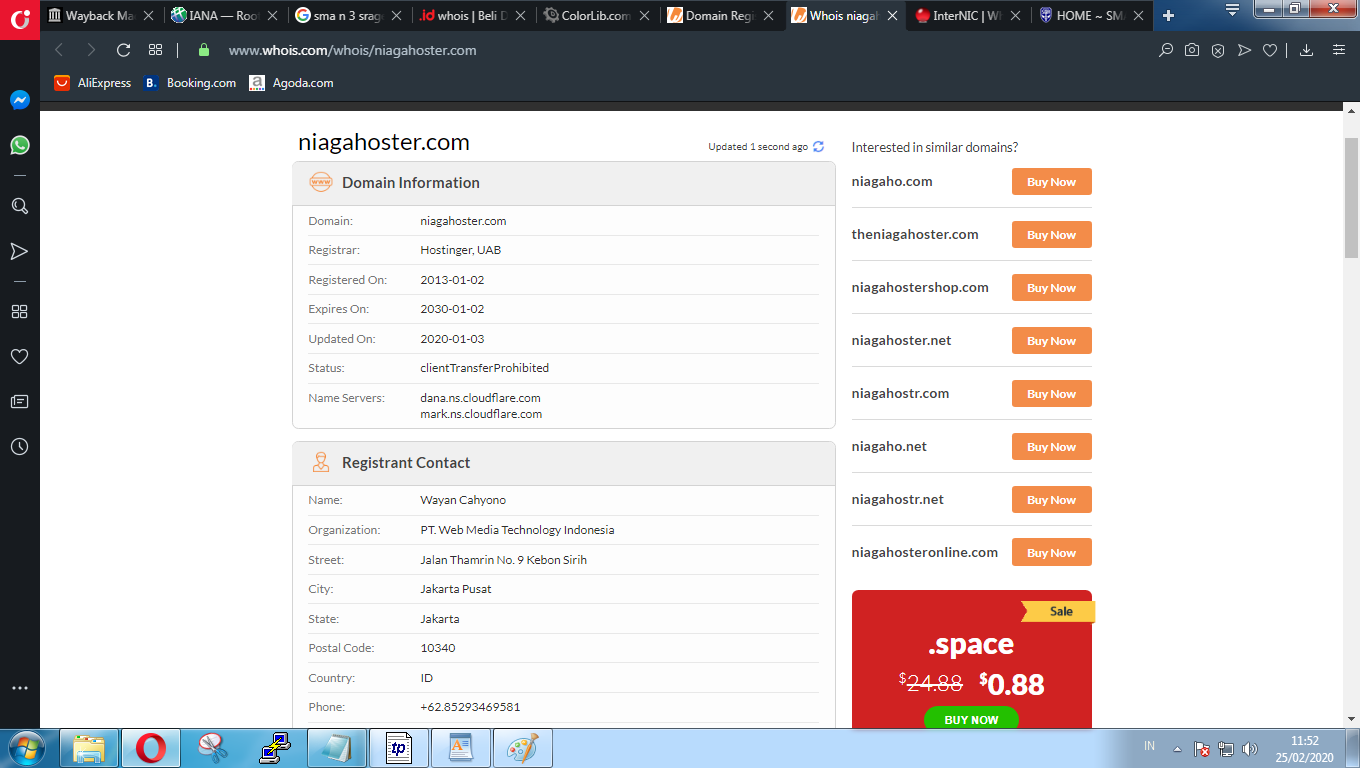 Wayback Ma
IANA — Root
sma n 3 srage
.id whois | Beli D
ColorLib.com
Domain Regi
Whois niagah
InterNIC | Wh
HOME ~ SMA
www.whois.com/whois/niagahoster.com
AliExpress
B. Booking.com
a Agoda.com
niagahoster.com
Updated 1 second ago
www Domain Information
Domain: niagahoster.com
Registrar: Hostinger, UAB
Registered On: 2013-01-02
Expires On: 2030-01-02
Updated On: 2020-01-03
Status: clientTransferProhibited
Name Servers: dana.ns.cloudflare.com
mark.ns.cloudflare.com
Registrant Contact
Name: Wayan Cahyono
Organization: PT. Web Media Technology Indonesia
Street: Jalan Thamrin No. 9 Kebon Sirih
City: Jakarta Pusat
State: Jakarta
Postal Code: 10340
Country: ID
Phone: +62.85293469581
Interested in similar domains?
niagaho.com Buy Now
theniagahoster.com Buy Now
niagahostershop.com Buy Now
niagahoster.net Buy Now
niagahostr.com Buy Now
niagaho.net Buy Now
niagahostr.net Buy Now
niagahosteronline.com Buy Now
Sale
.space
$24.88 $0.88
BUY NOW
tp
A
IN
11:52
25/02/2020